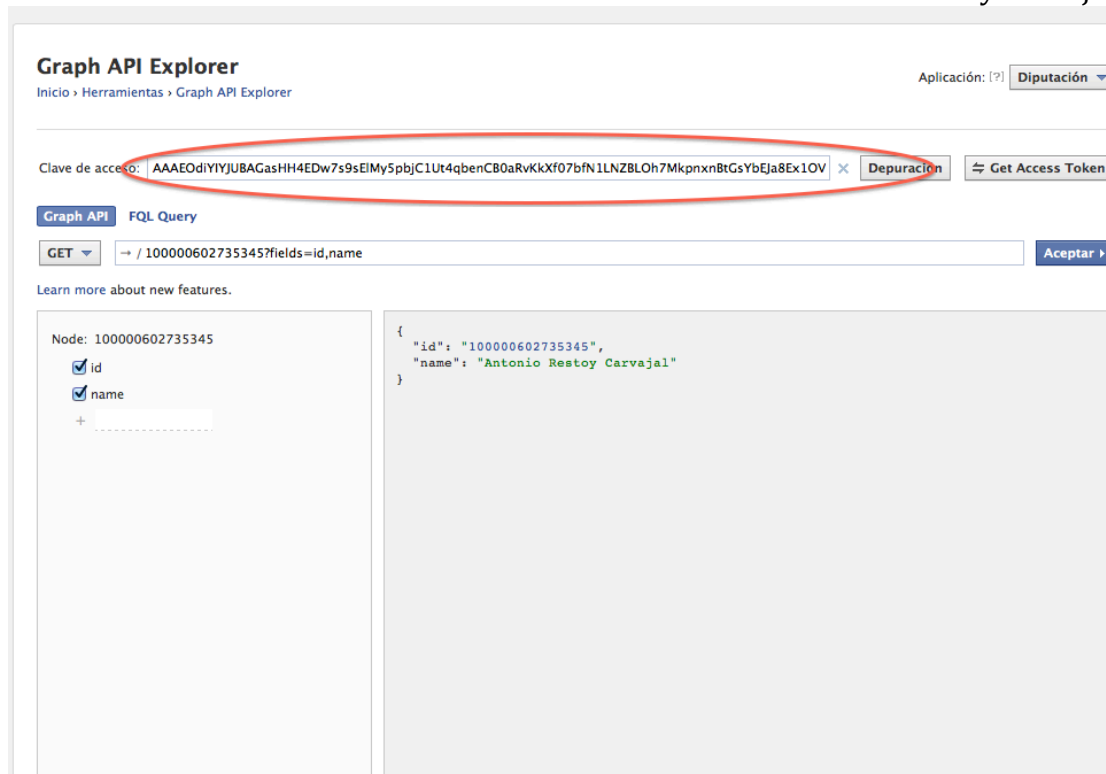 Graph API Explorer
Inicio › Herramientas › Graph API Explorer
Aplicación: [?] Diputación
Clave de acceso: AAAEOdiYIYJUBAGasHH4EDw7s9sElMy5pbjC1Ut4qbenCB0aRvKkXf07bfN1LNZBLOh7MkpnxnBtGsYbEJa8Ex1OV × Depuración Get Access Token
Graph API FQL Query
GET → / 100000602735345?fields=id,name Aceptar
Learn more about new features.
Node: 100000602735345
id
name
+
{
"id": "100000602735345",
"name": "Antonio Restoy Carvajal"
}